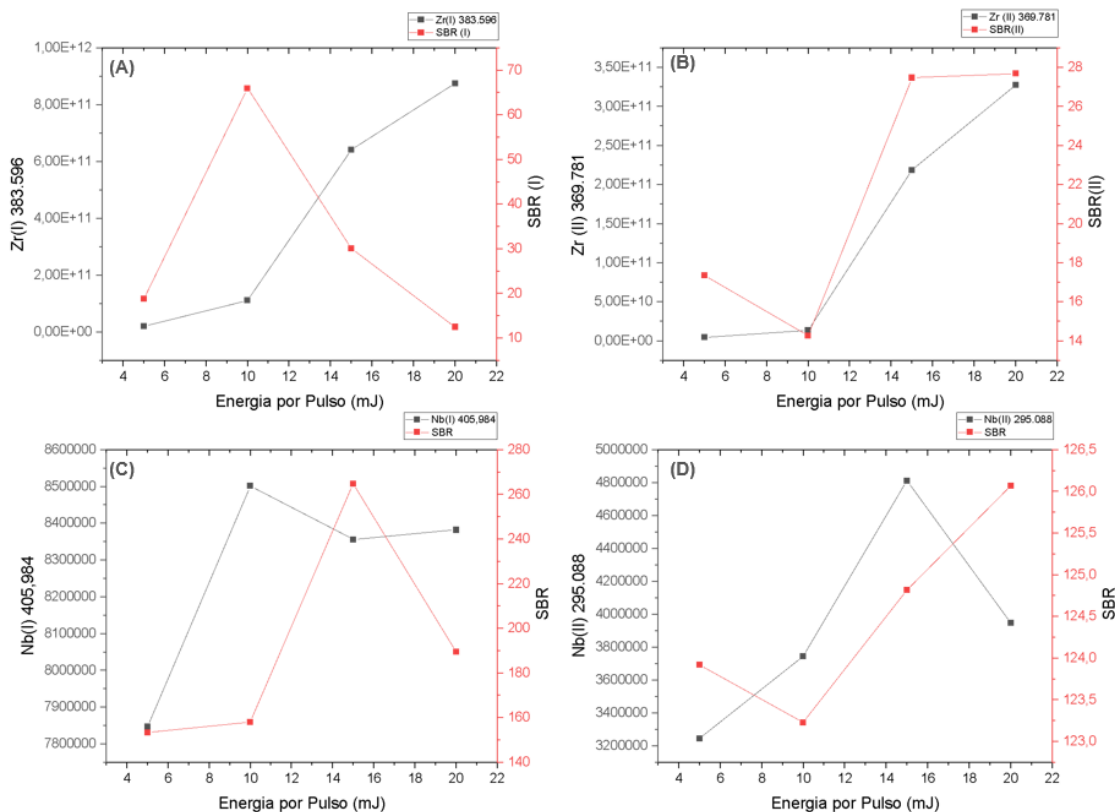 Zr(I) 383.596
SBR (I)
(A)
1,00E+12
8,00E+11
6,00E+11
4,00E+11
2,00E+11
0,00E+00
Zr(I) 383.596
70
60
50
40
30
20
10
SBR (I)
4 6 8 10 12 14 16 18 20 22
Energia por Pulso (mJ)
Zr (II) 369.781
SBR(II)
(B)
3,50E+11
3,00E+11
2,50E+11
2,00E+11
1,50E+11
1,00E+11
5,00E+10
0,00E+00
Zr (II) 369.781
28
26
24
22
20
18
16
14
SBR(II)
4 6 8 10 12 14 16 18 20 22
Energia por Pulso (mJ)
Nb(I) 405,984
SBR
(C)
8600000
8500000
8400000
8300000
8200000
8100000
8000000
7900000
7800000
Nb(I) 405,984
280
260
240
220
200
180
160
140
SBR
4 6 8 10 12 14 16 18 20 22
Energia por Pulso (mJ)
Nb(II) 295.088
SBR
(D)
5000000
4800000
4600000
4400000
4200000
4000000
3800000
3600000
3400000
3200000
Nb(II) 295.088
126,5
126,0
125,5
125,0
124,5
124,0
123,5
123,0
SBR
4 6 8 10 12 14 16 18 20 22
Energia por Pulso (mJ)